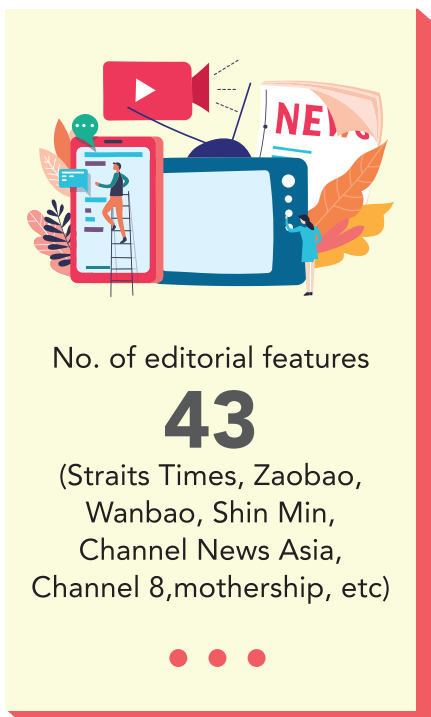 NEWS
No. of editorial features
43
(Straits Times, Zaobao,
Wanbao, Shin Min,
Channel News Asia,
Channel 8,mothership, etc)